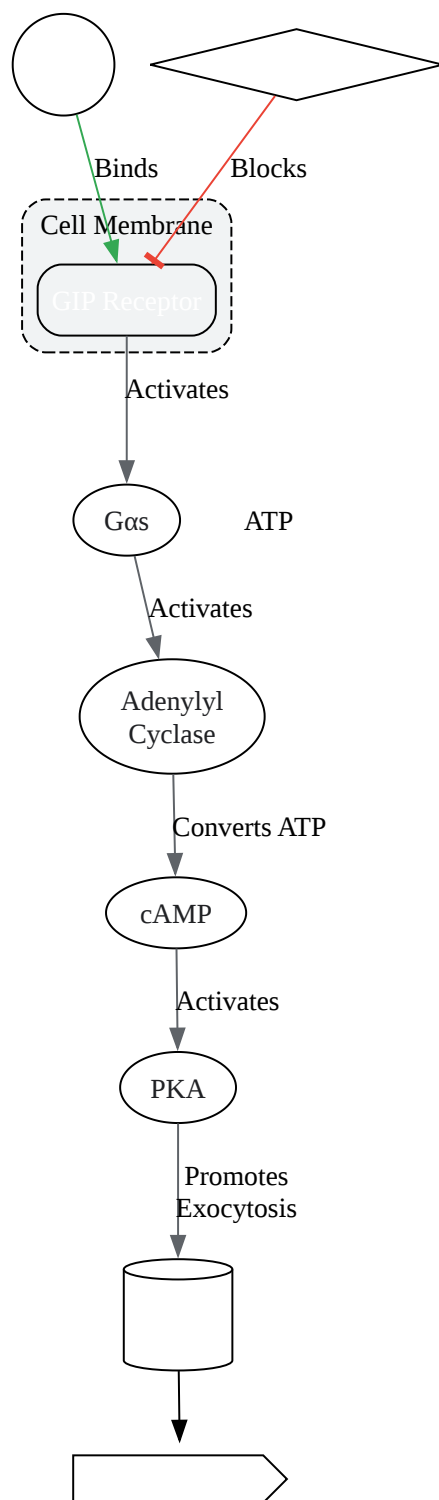 Binds
Blocks
Cell Membrane
GIP Receptor
Activates
Gαs
ATP
Activates
Adenylyl
Cyclase
Converts ATP
cAMP
Activates
PKA
Promotes
Exocytosis